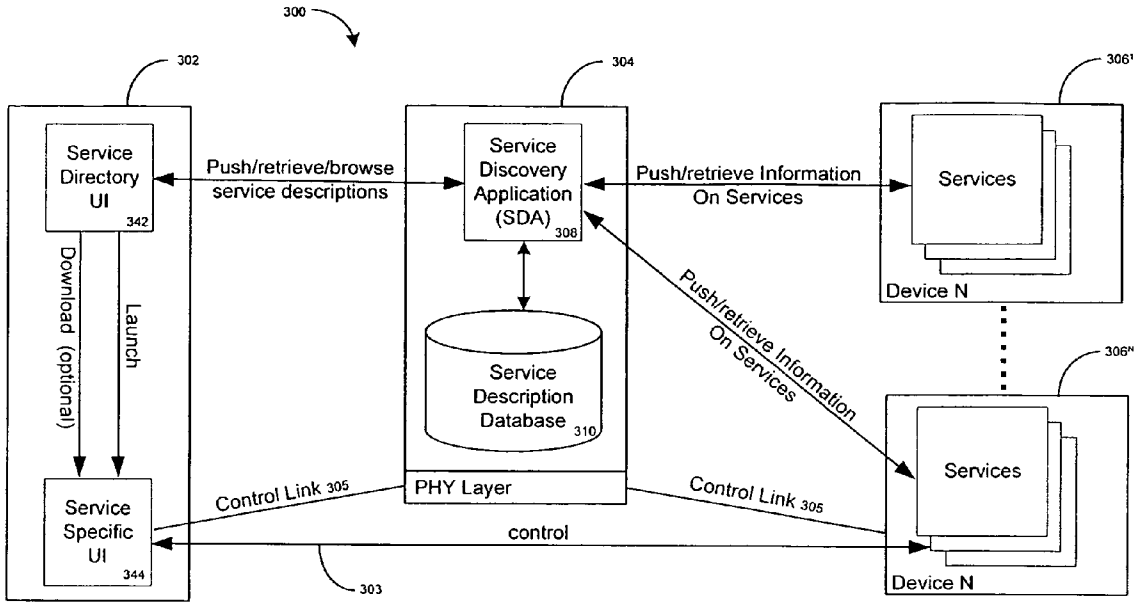 300
302
304
306¹
Service
Directory
UI
342
Push/retrieve/browse
service descriptions
Service
Discovery
Application
(SDA)
308
Push/retrieve Information
On Services
Services
Device N
Download (optional)
Launch
Service
Description
Database
310
Push/retrieve Information
On Services
306ᴺ
Services
Device N
PHY Layer
Control Link 305
Control Link 305
Service
Specific
UI
344
control
303